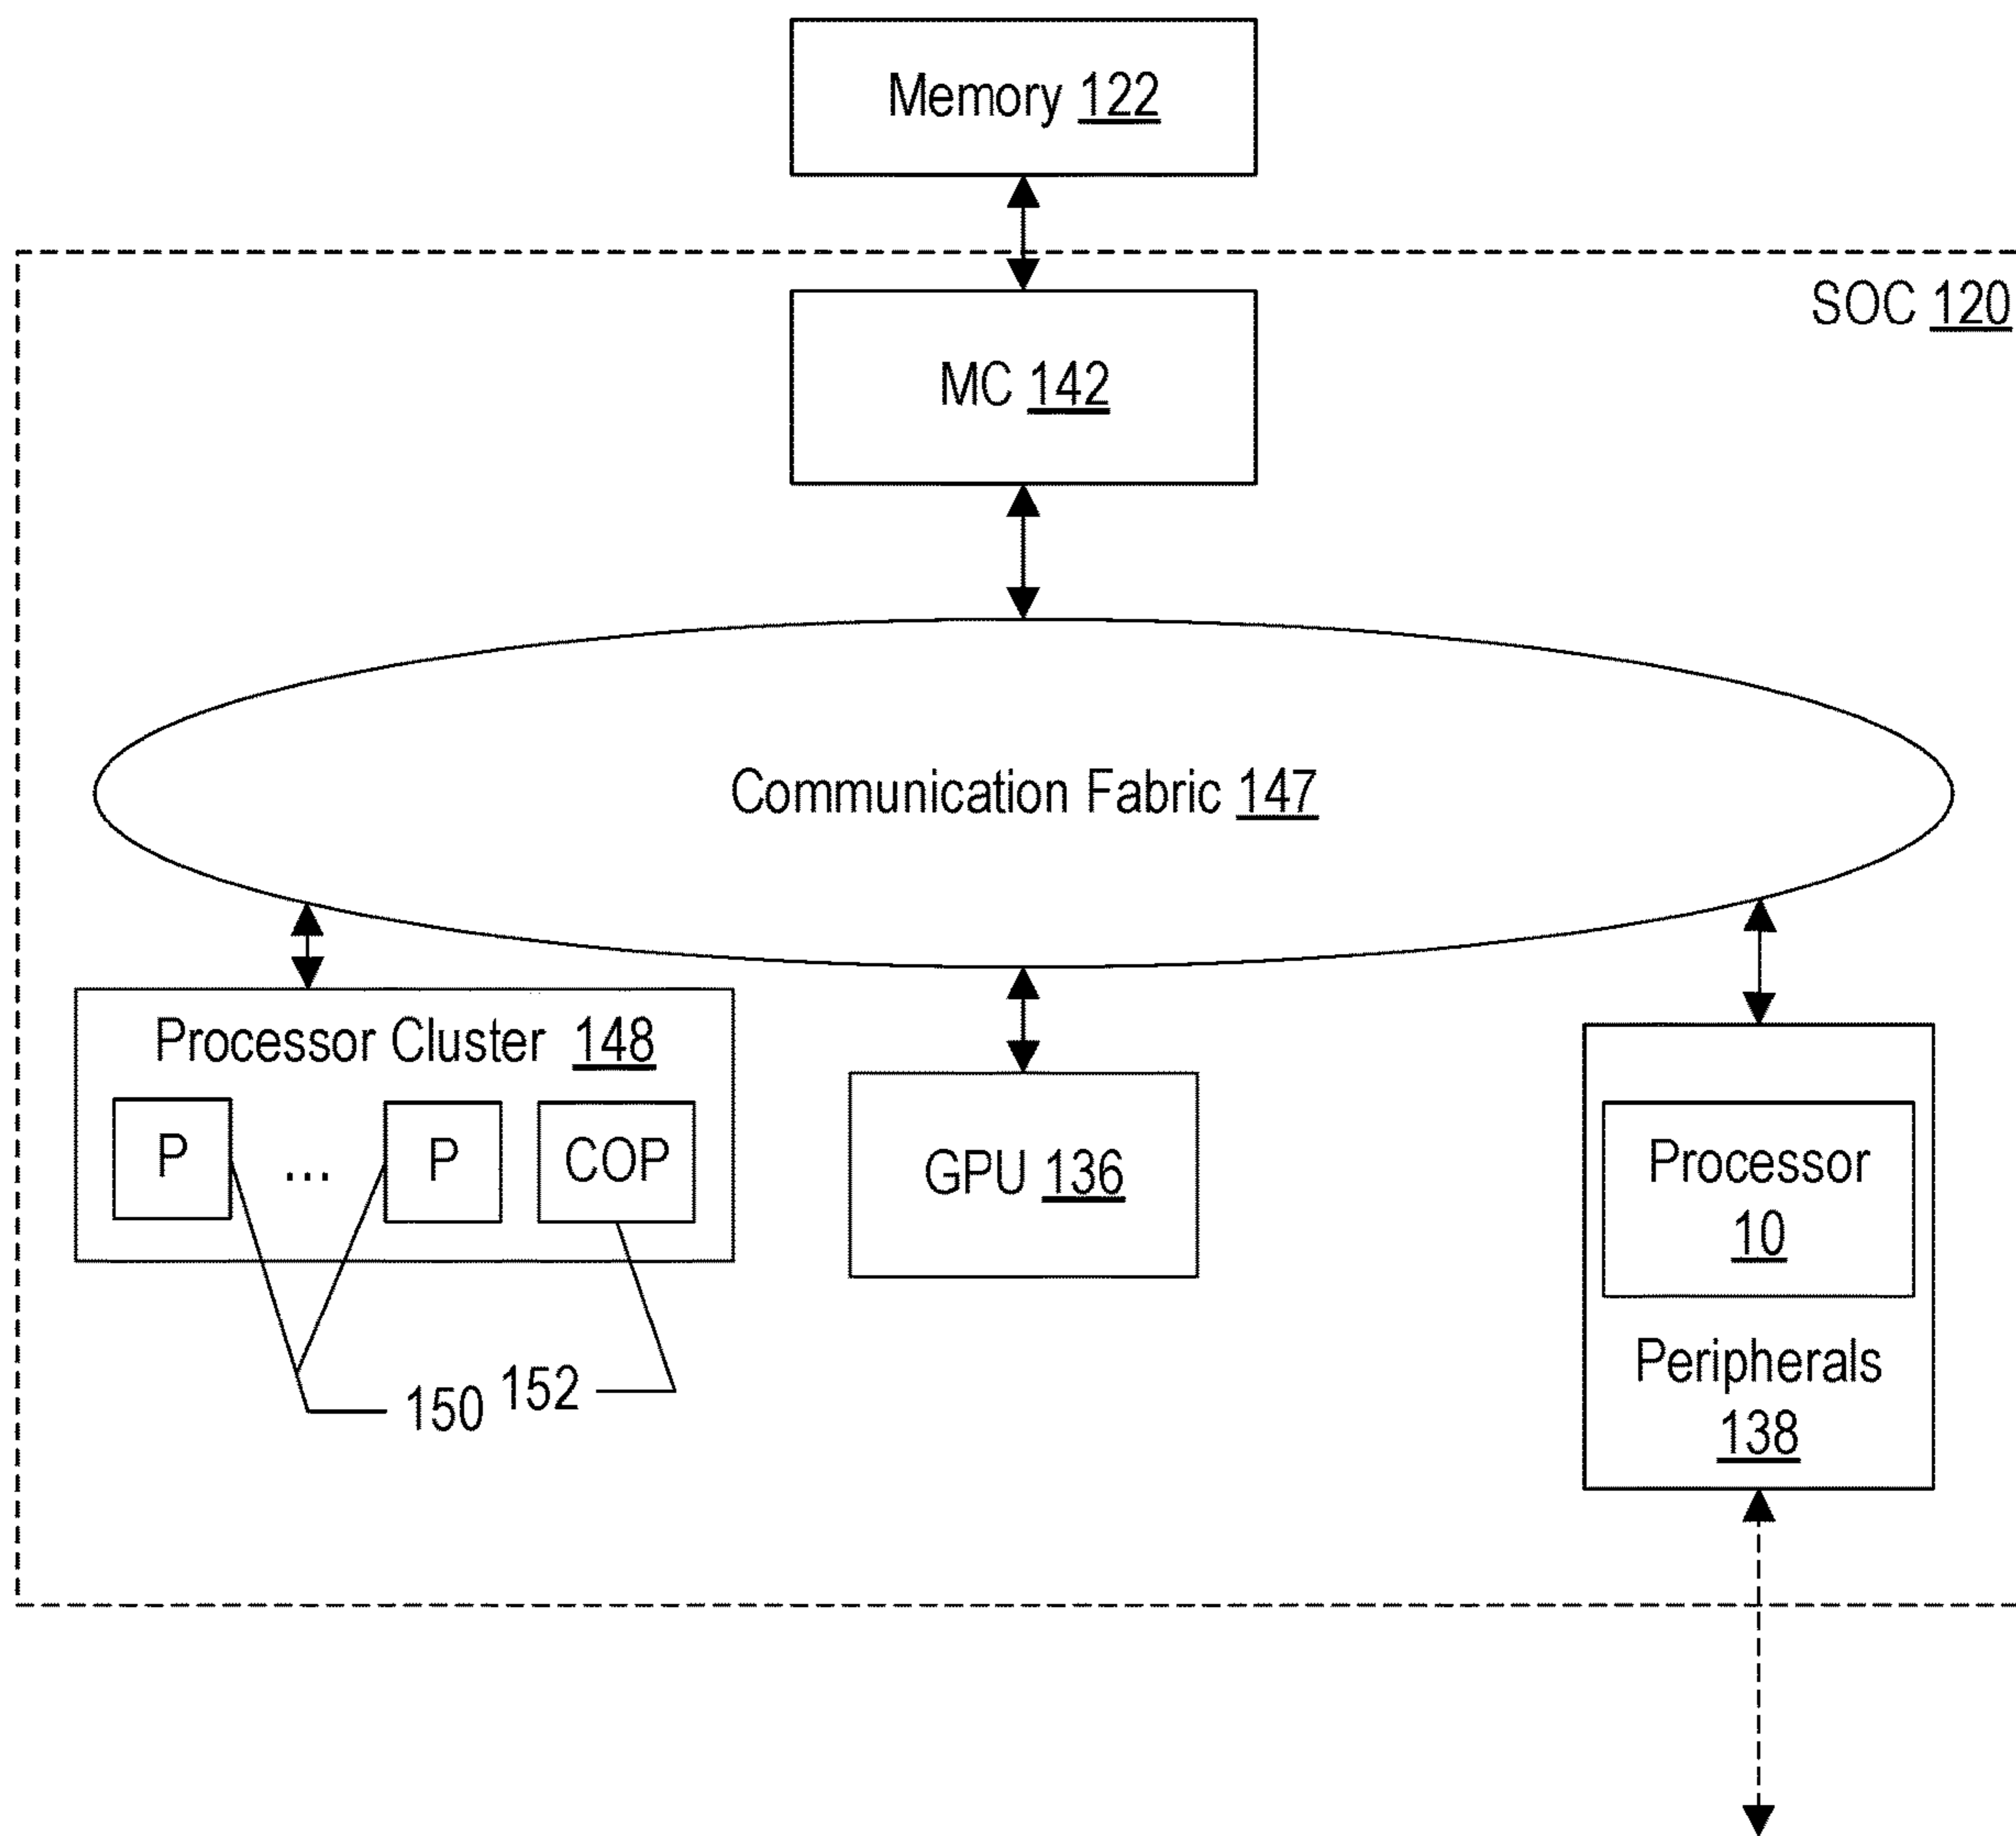 Memory 122
SOC 120
MC 142
Communication Fabric 147
Processor Cluster 148
P ... P COP
GPU 136
Processor
10
Peripherals
138
150 152